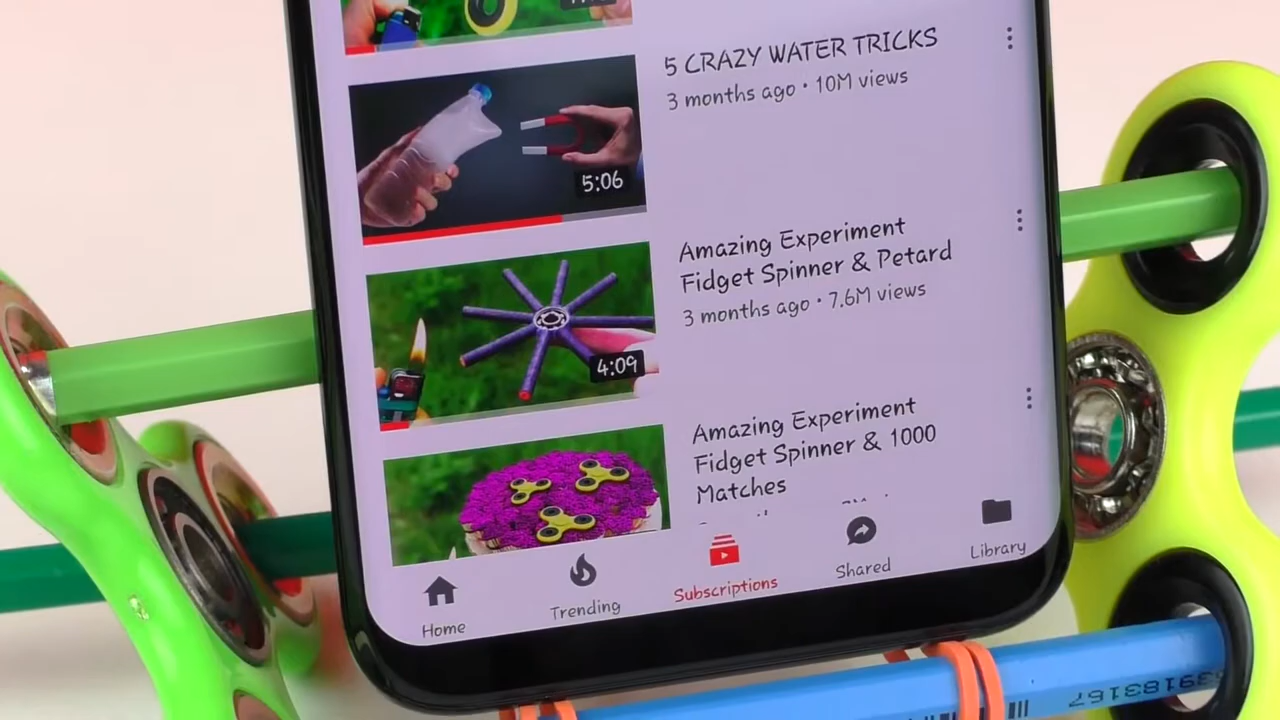 5 CRAZY WATER TRICKS
3 months ago • 10M views
5:06
Amazing Experiment
Fidget Spinner & Petard
3 months ago • 7.6M views
4:09
Amazing Experiment
Fidget Spinner & 1000
Matches
Home
Trending
Subscriptions
Shared
Library
39183167